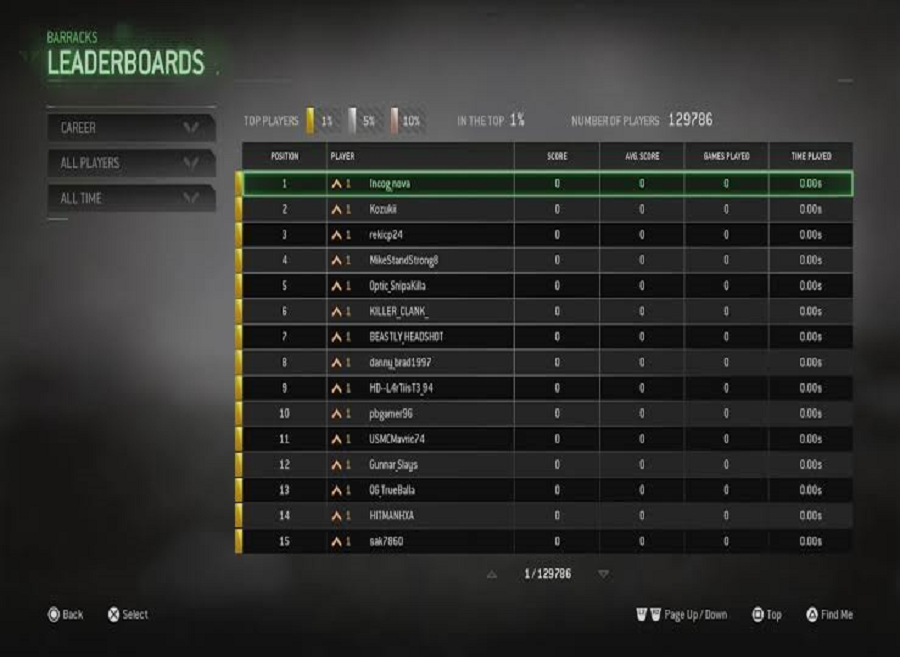 BARRACKS
LEADERBOARDS
CAREER
ALL PLAYERS
ALL TIME
TOP PLAYERS 1% 5% 10% IN THE TOP 1% NUMBER OF PLAYERS 129786
POSITION PLAYER SCORE AVG. SCORE GAMES PLAYED TIME PLAYED
1 1 Incog_nova 0 0 0 0.00s
2 1 Kozukii 0 0 0 0.00s
3 1 rekicp24 0 0 0 0.00s
4 1 MikeStandStrong8 0 0 0 0.00s
5 1 Optic_SnipaKilla 0 0 0 0.00s
6 1 KILLER_CLANK_ 0 0 0 0.00s
7 1 BEASTLY_HEADSHOT 0 0 0 0.00s
8 1 danny_brad1997 0 0 0 0.00s
9 1 0 0 0 0.00s
10 1 pbgamer96 0 0 0 0.00s
11 1 0 0 0 0.00s
12 1 Gunnar_Slays 0 0 0 0.00s
13 1 OG_TrueBalla 0 0 0 0.00s
14 1 HITMANHXA 0 0 0 0.00s
15 1 sak7860 0 0 0 0.00s
1/129786
Back Select Page Up/Down Top Find Me